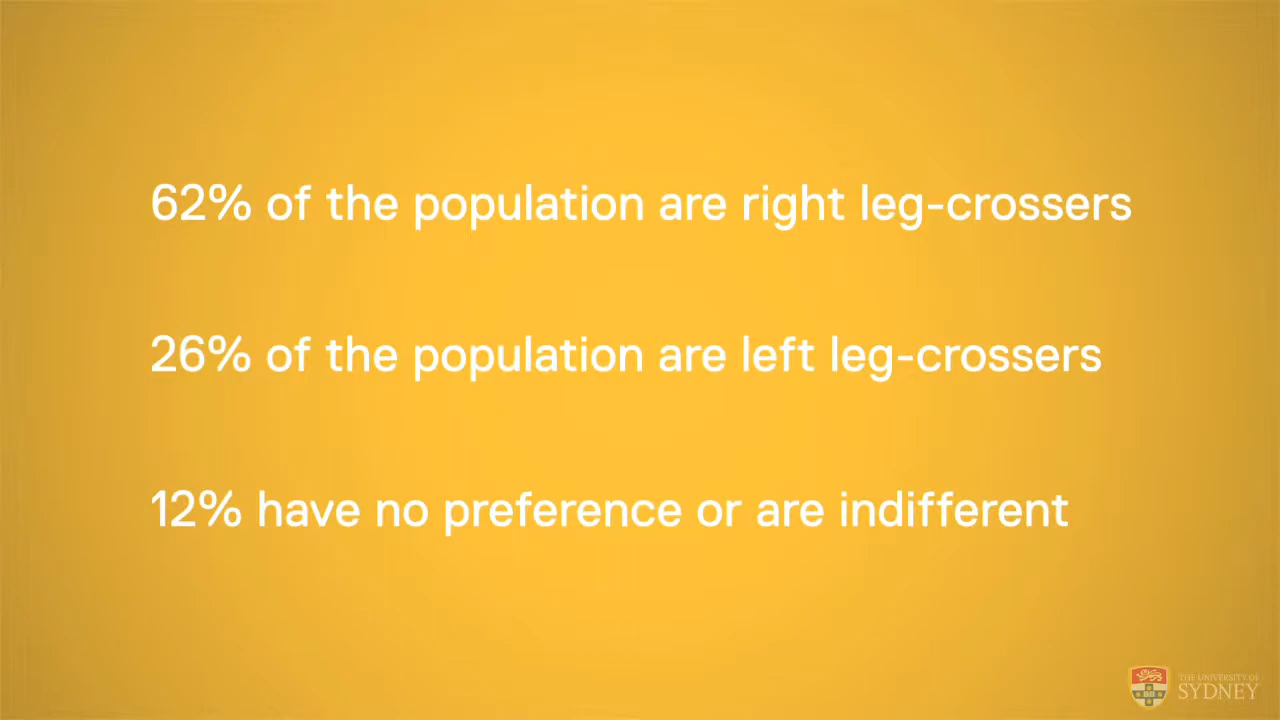 62% of the population are right leg-crossers
26% of the population are left leg-crossers
12% have no preference or are indifferent
THE UNIVERSITY OF
SYDNEY